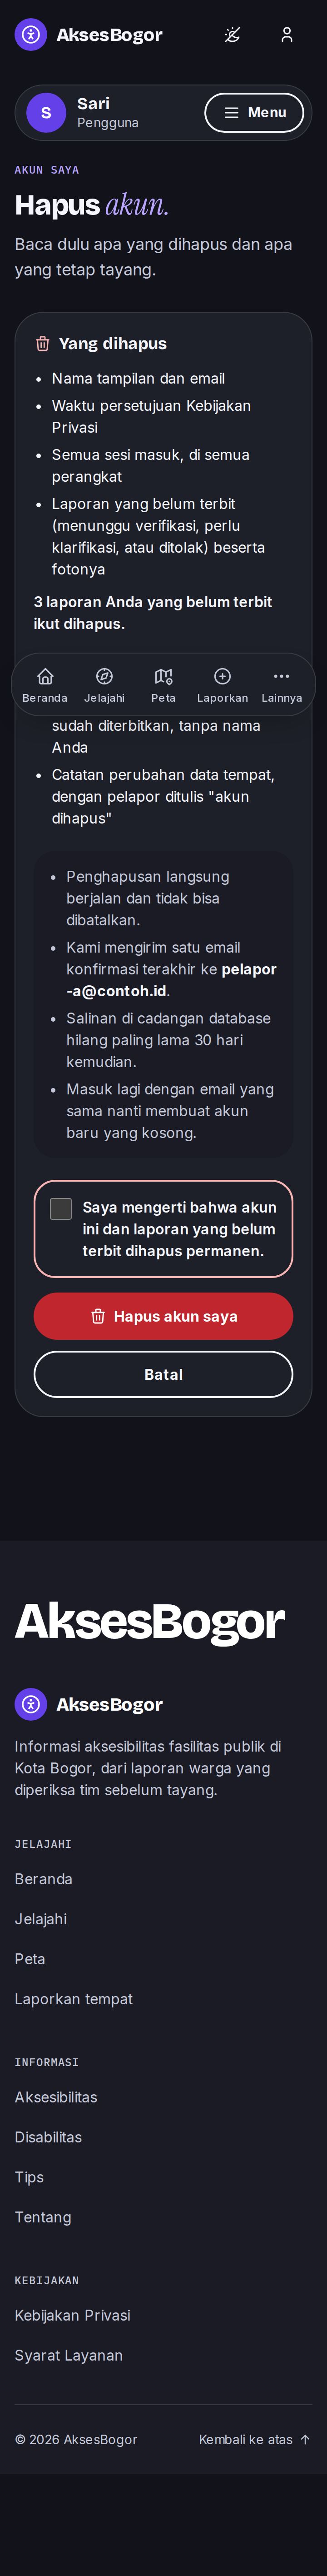 AksesBogor
S
Sari
Pengguna
Menu
AKUN SAYA
Hapus akun.
Baca dulu apa yang dihapus dan apa
yang tetap tayang.
Yang dihapus
• Nama tampilan dan email
• Waktu persetujuan Kebijakan
Privasi
• Semua sesi masuk, di semua
perangkat
• Laporan yang belum terbit
(menunggu verifikasi, perlu
klarifikasi, atau ditolak) beserta
fotonya
3 laporan Anda yang belum terbit
ikut dihapus.
Beranda
Jelajahi
Peta
Laporkan
Lainnya
sudah diterbitkan, tanpa nama
Anda
• Catatan perubahan data tempat,
dengan pelapor ditulis "akun
dihapus"
• Penghapusan langsung
berjalan dan tidak bisa
dibatalkan.
• Kami mengirim satu email
konfirmasi terakhir ke pelapor
-a@contoh.id.
• Salinan di cadangan database
hilang paling lama 30 hari
kemudian.
• Masuk lagi dengan email yang
sama nanti membuat akun
baru yang kosong.
Saya mengerti bahwa akun
ini dan laporan yang belum
terbit dihapus permanen.
Hapus akun saya
Batal
AksesBogor
AksesBogor
Informasi aksesibilitas fasilitas publik di
Kota Bogor, dari laporan warga yang
diperiksa tim sebelum tayang.
JELAJAHI
Beranda
Jelajahi
Peta
Laporkan tempat
INFORMASI
Aksesibilitas
Disabilitas
Tips
Tentang
KEBIJAKAN
Kebijakan Privasi
Syarat Layanan
© 2026 AksesBogor
Kembali ke atas ↑